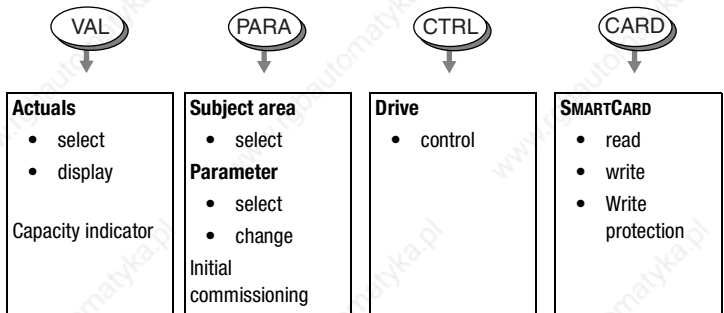 VAL
PARA
CTRL
CARD
Actuals
• select
• display
Capacity indicator
Subject area
• select
Parameter
• select
• change
Initial
commissioning
Drive
• control
SMARTCARD
• read
• write
• Write
protection